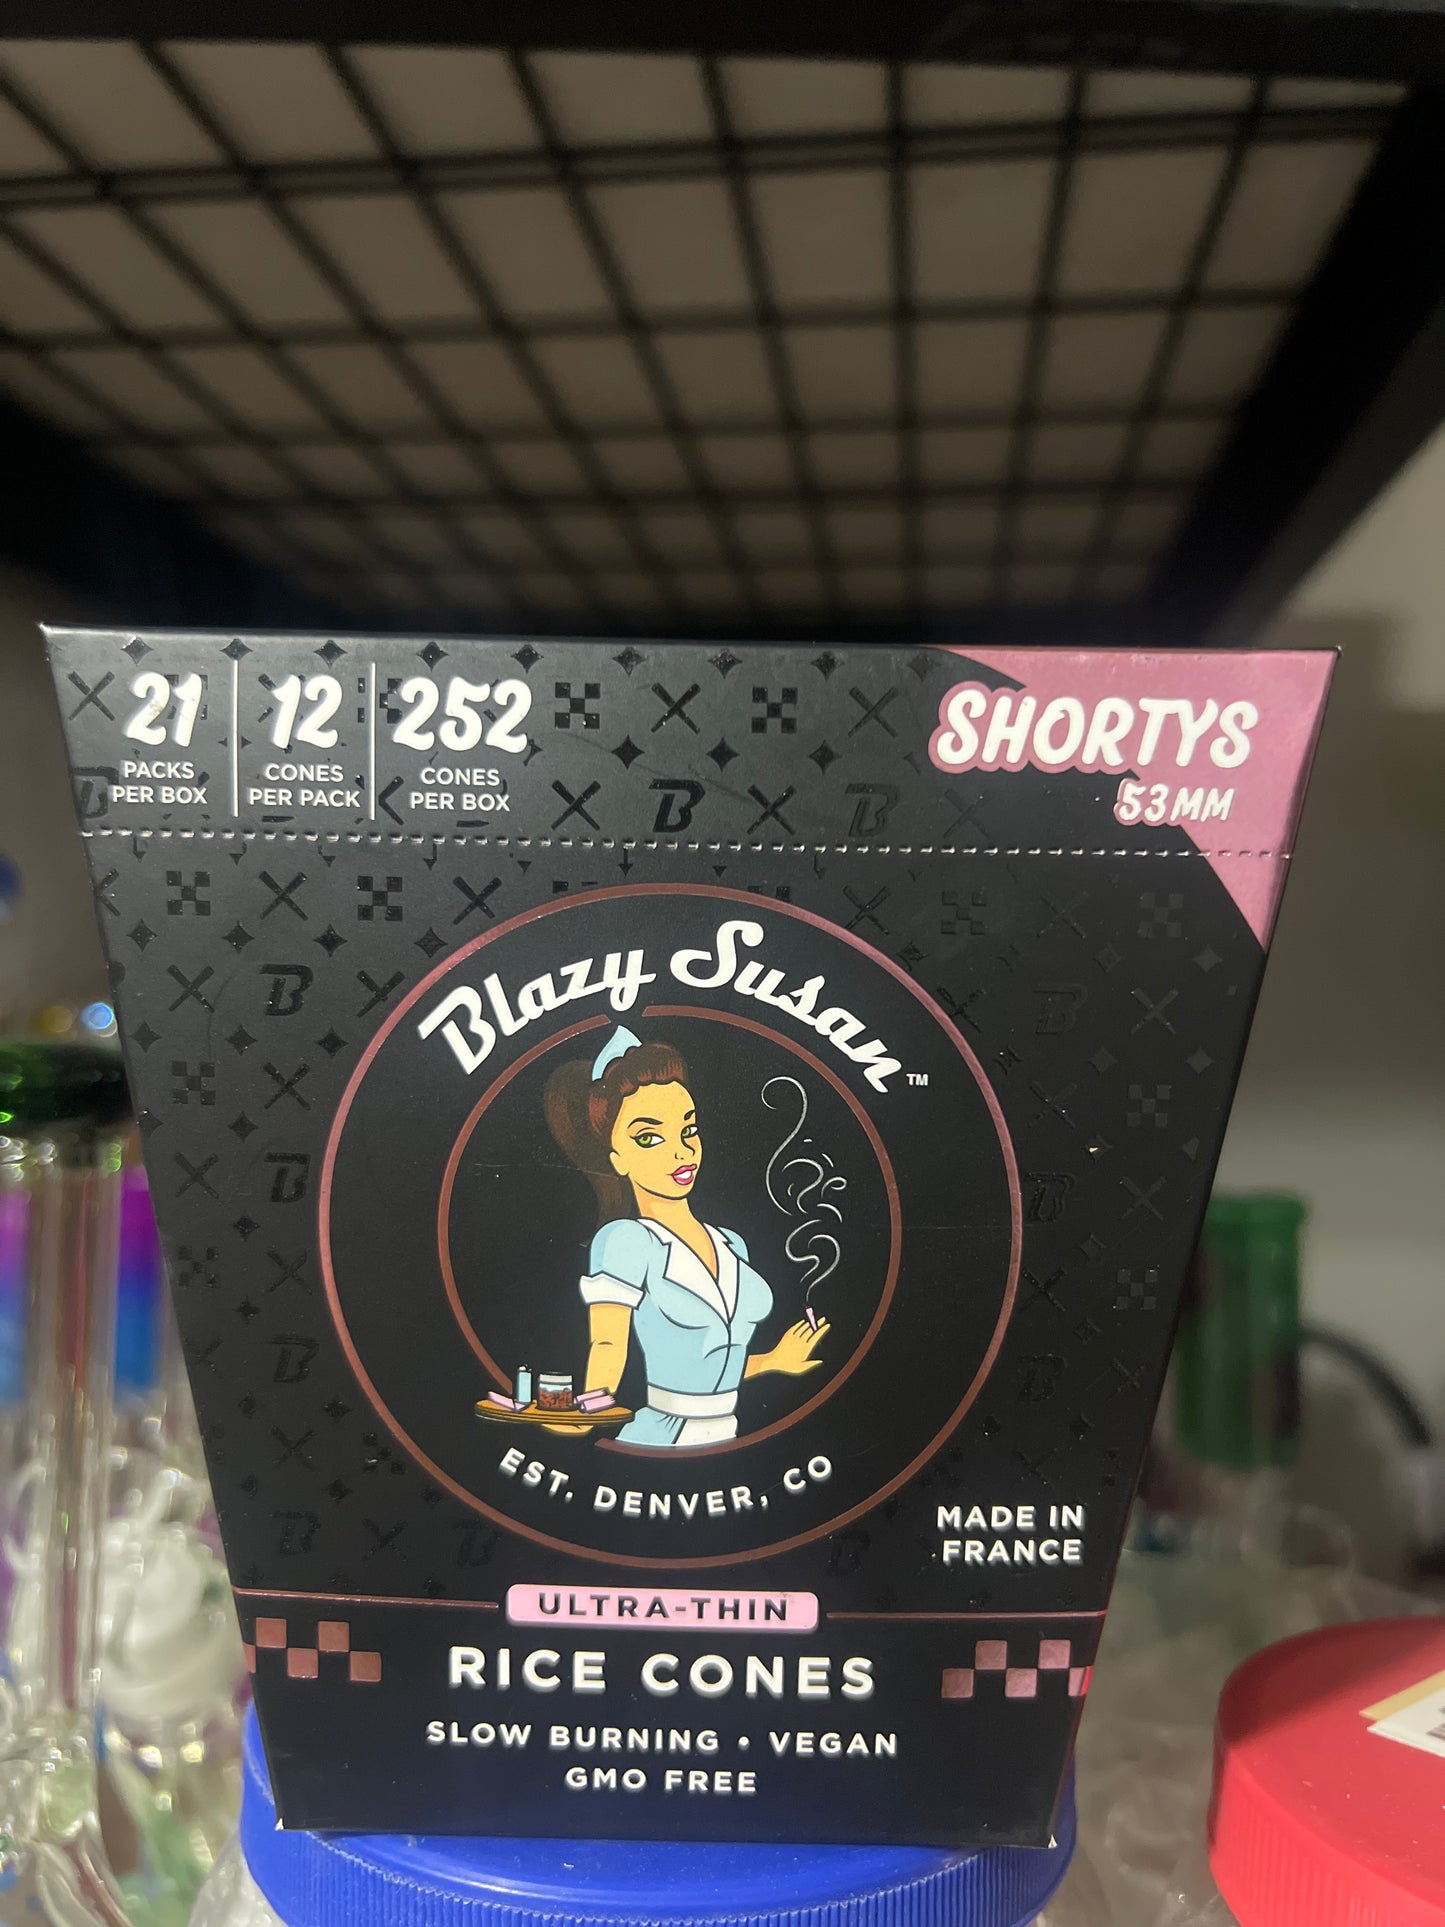 21
PACKS
PER BOX
12
CONES
PER PACK
252
CONES
PER BOX
SHORTYS
53MM
Blazy Susan™
EST. DENVER, CO
MADE IN
FRANCE
ULTRA-THIN
RICE CONES
SLOW BURNING • VEGAN
GMO FREE